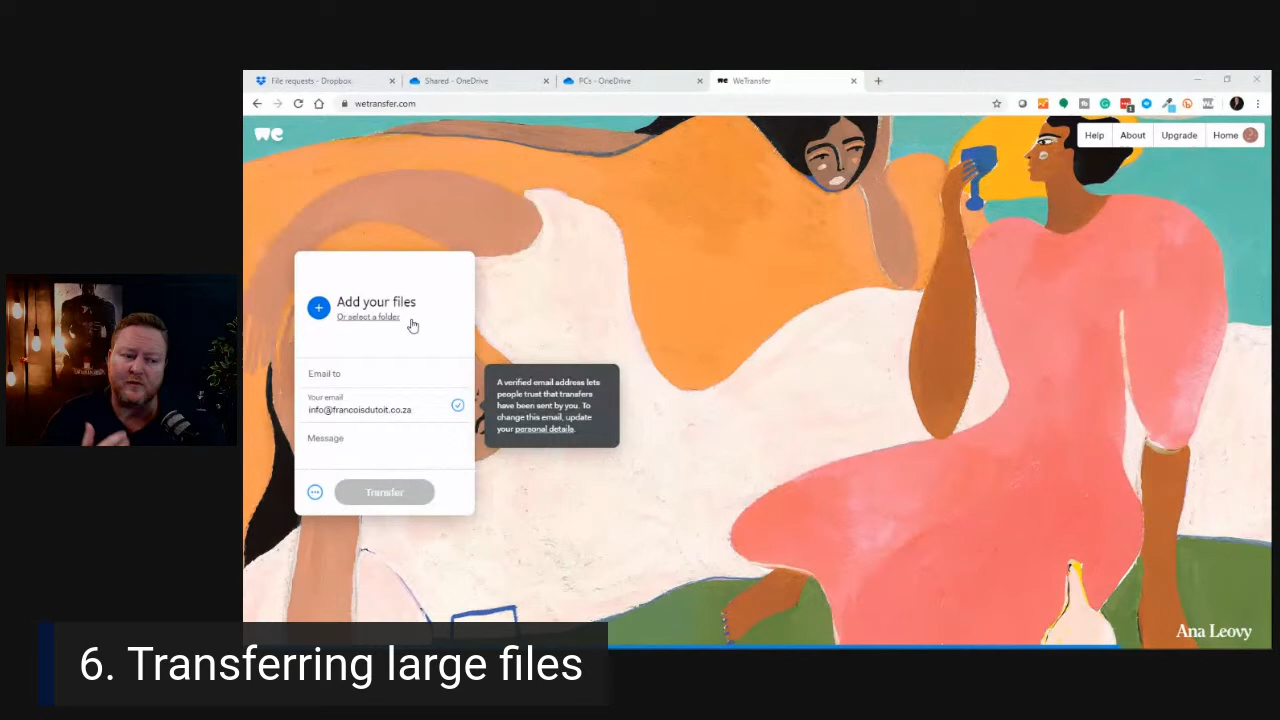 File requests - Dropbox
Shared - OneDrive
PCs - OneDrive
WeTransfer
wetransfer.com
we
Help
About
Upgrade
Home
Add your files
Or select a folder
Email to
Your email
info@francoisdutoit.co.za
Message
Transfer
A verified email address lets
people trust that transfers
have been sent by you. To
change this email, update
your personal details.
Ana Leovy
6. Transferring large files